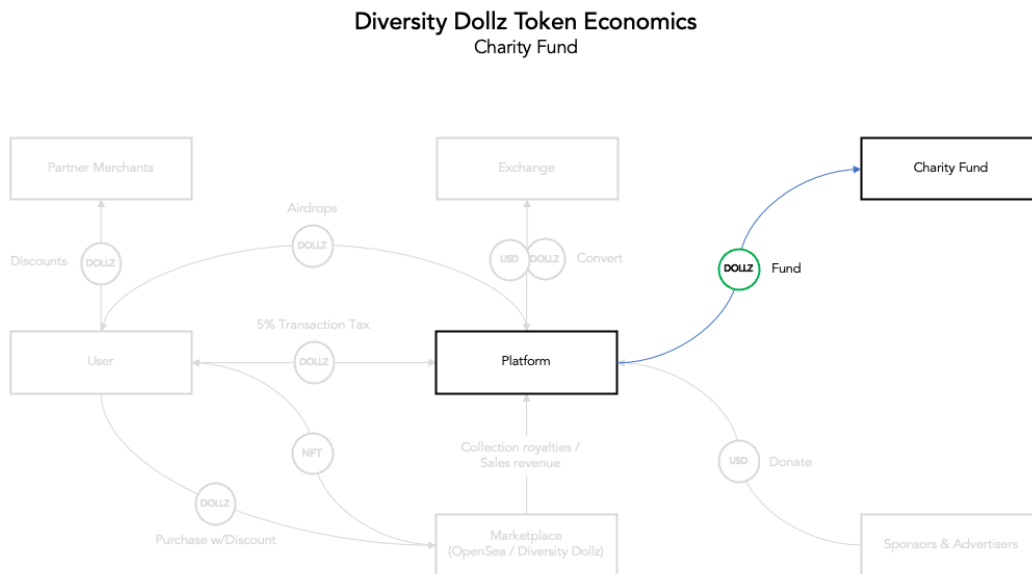 Diversity Dollz Token Economics
Charity Fund
Partner Merchants
Exchange
Charity Fund
Airdrops
DOLLZ
Discounts
DOLLZ
USD
DOLLZ
Convert
DOLLZ
Fund
5% Transaction Tax
User
DOLLZ
Platform
NFT
Collection royalties /
Sales revenue
USD
Donate
DOLLZ
Purchase w/Discount
Marketplace
(OpenSea / Diversity Dollz)
Sponsors & Advertisers